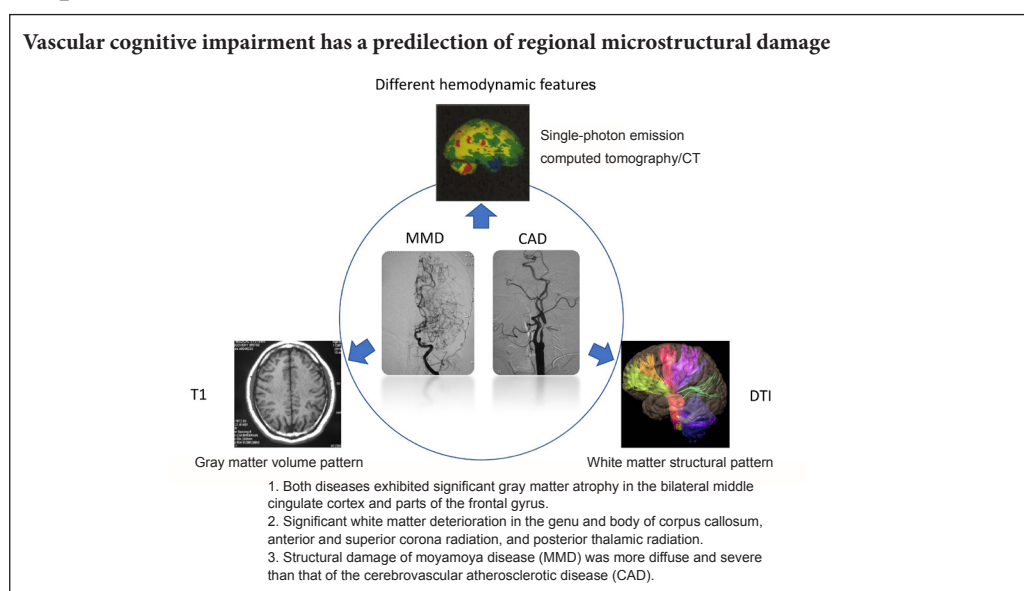 Vascular cognitive impairment has a predilection of regional microstructural damage
Different hemodynamic features
Single-photon emission
computed tomography/CT
MMD
CAD
T1
DTI
Gray matter volume pattern
White matter structural pattern
1. Both diseases exhibited significant gray matter atrophy in the bilateral middle
cingulate cortex and parts of the frontal gyrus.
2. Significant white matter deterioration in the genu and body of corpus callosum,
anterior and superior corona radiation, and posterior thalamic radiation.
3. Structural damage of moyamoya disease (MMD) was more diffuse and severe
than that of the cerebrovascular atherosclerotic disease (CAD).